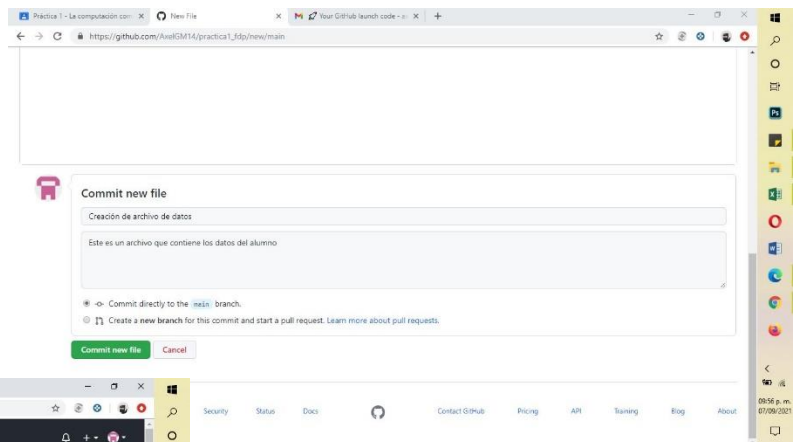 Práctica 1 - La computación com
New File
Your GitHub launch code - a
https://github.com/AxelGM14/practica1_fdp/new/main
Commit new file
Creación de archivo de datos
Este es un archivo que contiene los datos del alumno
Commit directly to the main branch.
Create a new branch for this commit and start a pull request. Learn more about pull requests.
Commit new file
Cancel
Security Status Docs Contact GitHub Pricing API Training Blog About
Ps
09:56 p. m.
07/09/2021